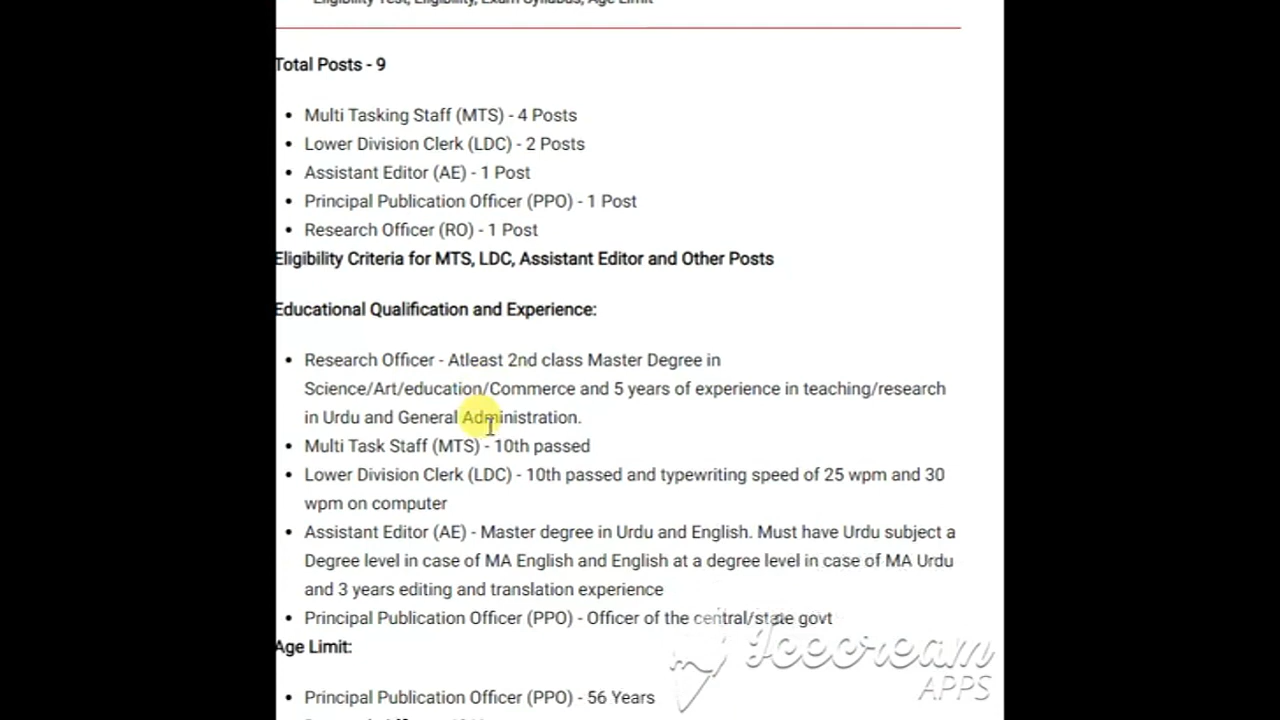 Eligibility Test, Eligibility, Exam Syllabus, Age Limit
Total Posts - 9
• Multi Tasking Staff (MTS) - 4 Posts
• Lower Division Clerk (LDC) - 2 Posts
• Assistant Editor (AE) - 1 Post
• Principal Publication Officer (PPO) - 1 Post
• Research Officer (RO) - 1 Post
Eligibility Criteria for MTS, LDC, Assistant Editor and Other Posts
Educational Qualification and Experience:
• Research Officer - Atleast 2nd class Master Degree in
Science/Art/education/Commerce and 5 years of experience in teaching/research
in Urdu and General Administration.
• Multi Task Staff (MTS) - 10th passed
• Lower Division Clerk (LDC) - 10th passed and typewriting speed of 25 wpm and 30
wpm on computer
• Assistant Editor (AE) - Master degree in Urdu and English. Must have Urdu subject a
Degree level in case of MA English and English at a degree level in case of MA Urdu
and 3 years editing and translation experience
• Principal Publication Officer (PPO) - Officer of the central/state govt
Age Limit:
Icecream
APPS
• Principal Publication Officer (PPO) - 56 Years